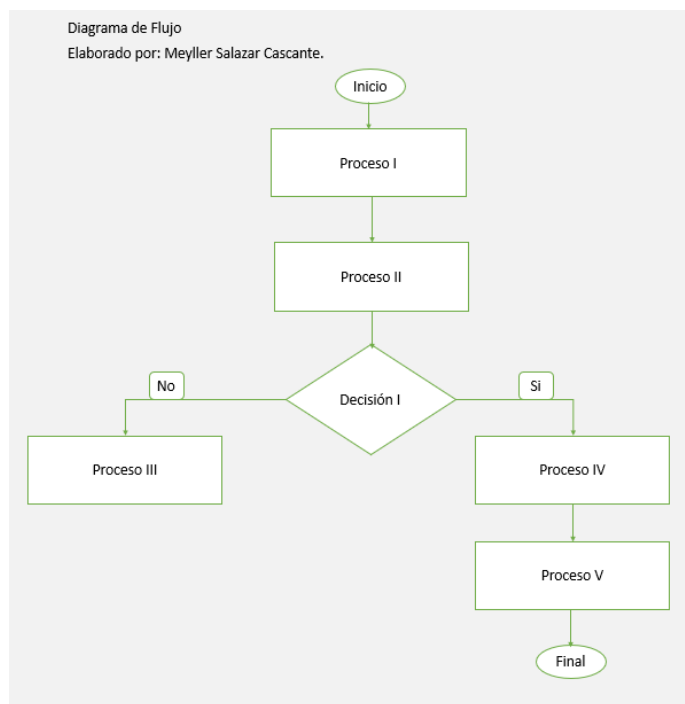 Diagrama de Flujo
Elaborado por: Meyller Salazar Cascante.
Inicio
Proceso I
Proceso II
No
Decisión I
Si
Proceso III
Proceso IV
Proceso V
Final